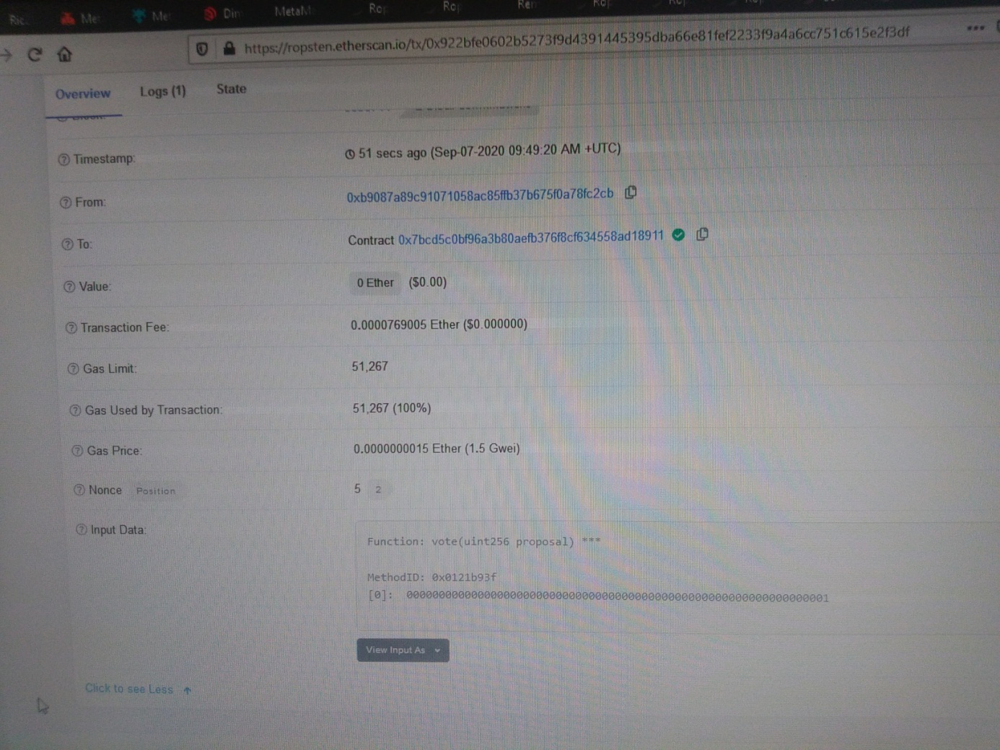 Me
Me
Din
MetaM
Rop
Rop
Ren
Rop
https://ropsten.etherscan.io/tx/0x922bfe0602b5273f9d4391445395dba66e81fef2233f9a4a6cc751c615e2f3df
Overview Logs (1) State
Timestamp: 51 secs ago (Sep-07-2020 09:49:20 AM +UTC)
From: 0xb9087a89c91071058ac85ffb37b675f0a78fc2cb
To: Contract 0x7bcd5c0bf96a3b80aefb376f8cf634558ad18911
Value: 0 Ether ($0.00)
Transaction Fee: 0.0000769005 Ether ($0.000000)
Gas Limit: 51,267
Gas Used by Transaction: 51,267 (100%)
Gas Price: 0.0000000015 Ether (1.5 Gwei)
Nonce Position 5 2
Input Data:
Function: vote(uint256 proposal) ***
MethodID: 0x0121b93f
[0]: 0000000000000000000000000000000000000000000000000000000000000001
View Input As
Click to see Less